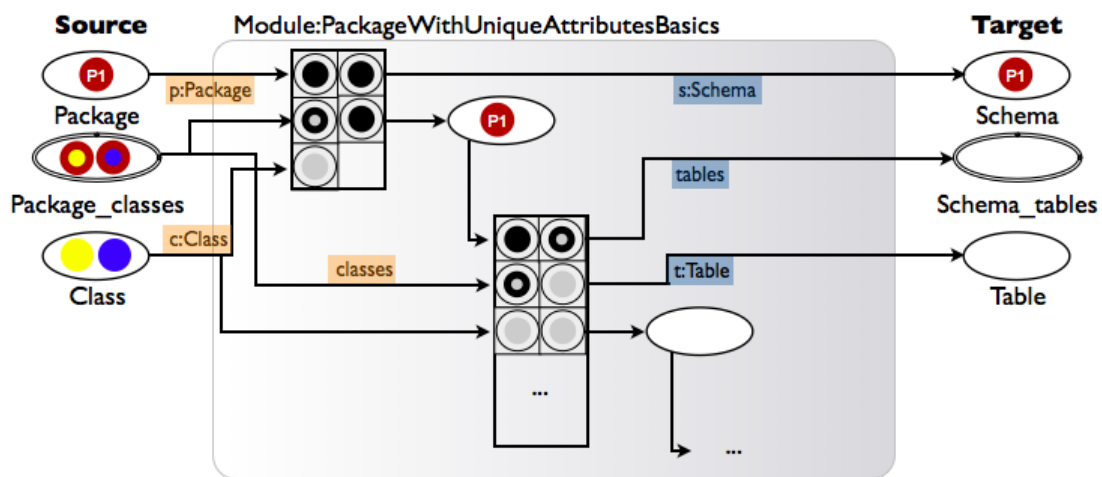 Source
Module:PackageWithUniqueAttributesBasics
Target
P1
p:Package
s:Schema
P1
Package
P1
Schema
Package_classes
tables
Schema_tables
c:Class
classes
t:Table
Class
Table
...
...